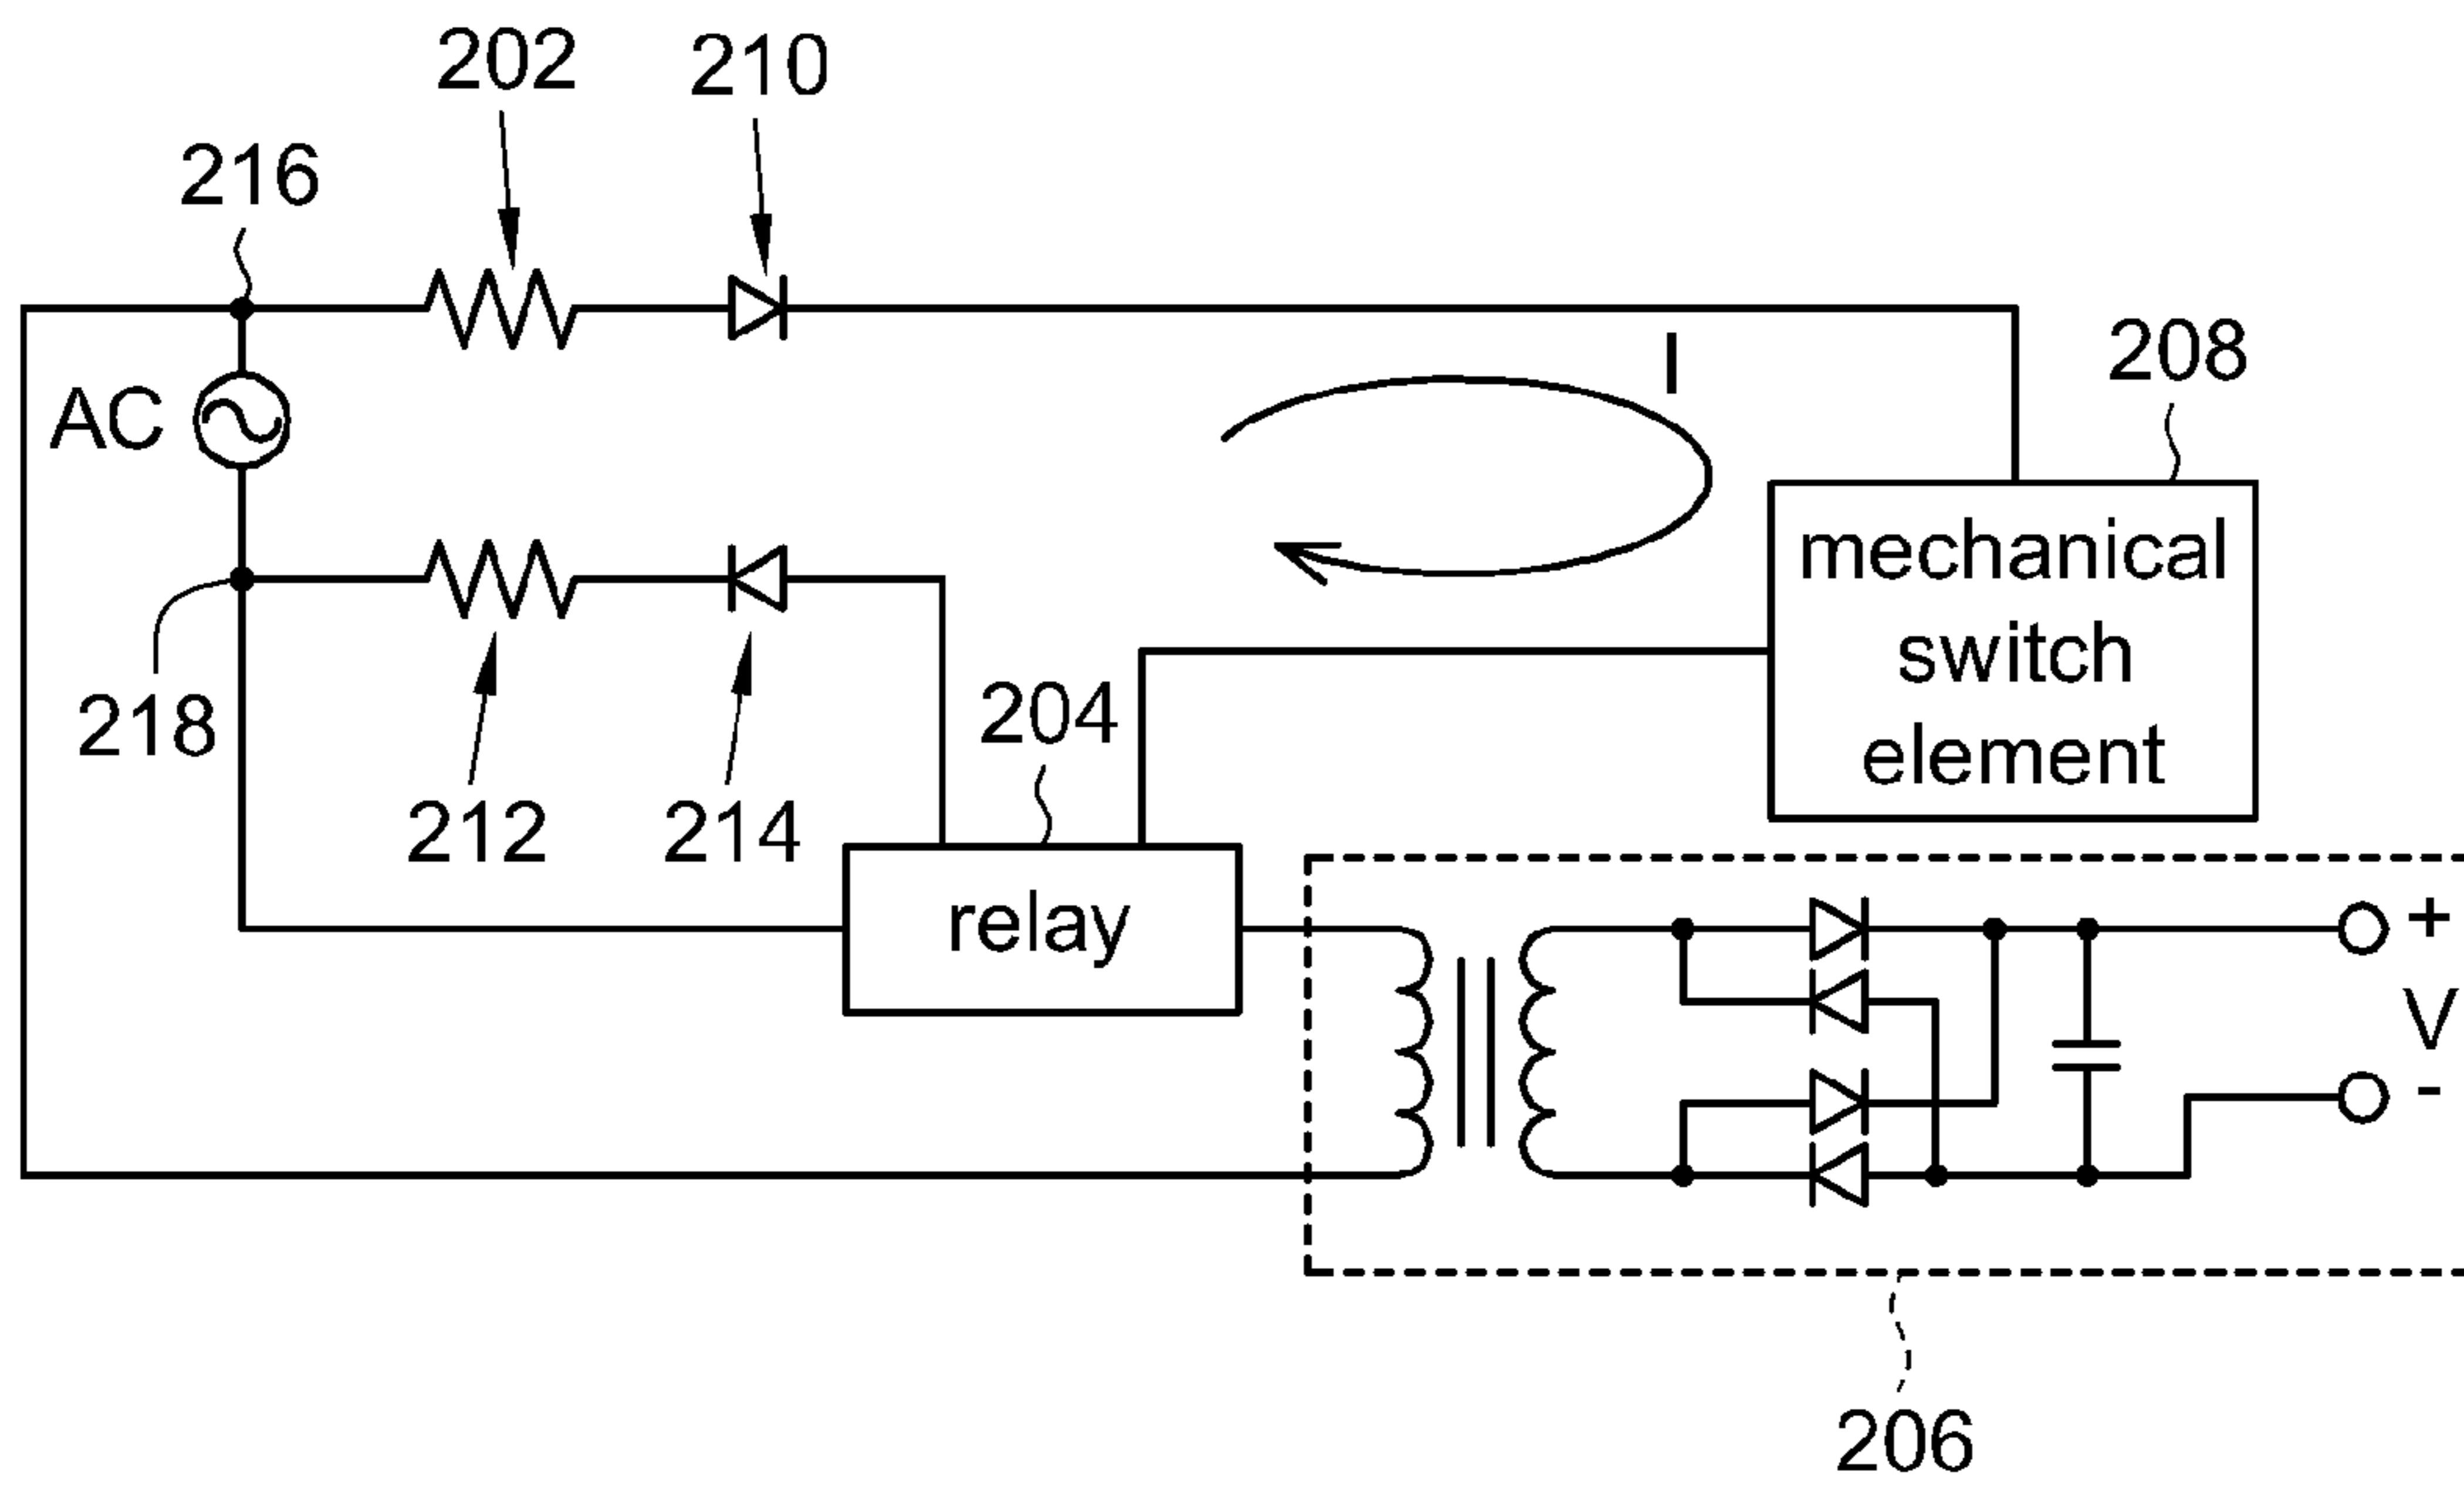 202
210
216
I
208
AC
mechanical
switch
element
218
204
212
214
relay
+
V
-
206